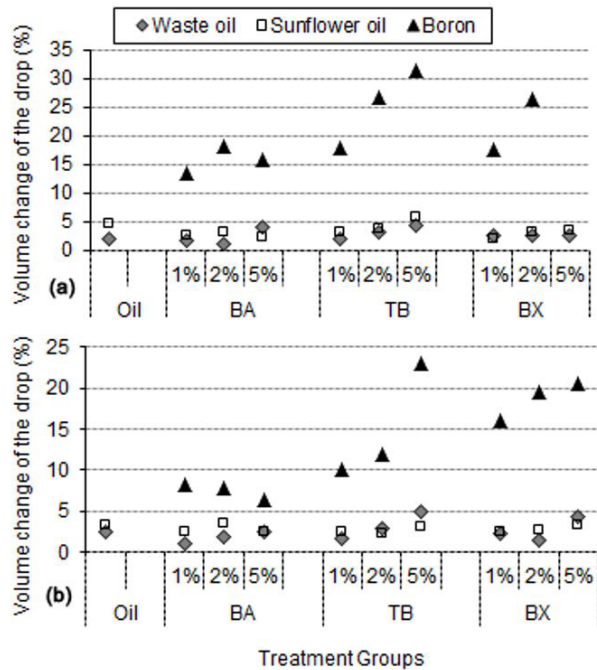 Waste oil Sunflower oil Boron
Volume change of the drop (%)
35
30
25
20
15
10
5
0
(a)
1% 2% 5% 1% 2% 5% 1% 2% 5%
Oil BA TB BX
Volume change of the drop (%)
25
20
15
10
5
0
(b)
1% 2% 5% 1% 2% 5% 1% 2% 5%
Oil BA TB BX
Treatment Groups